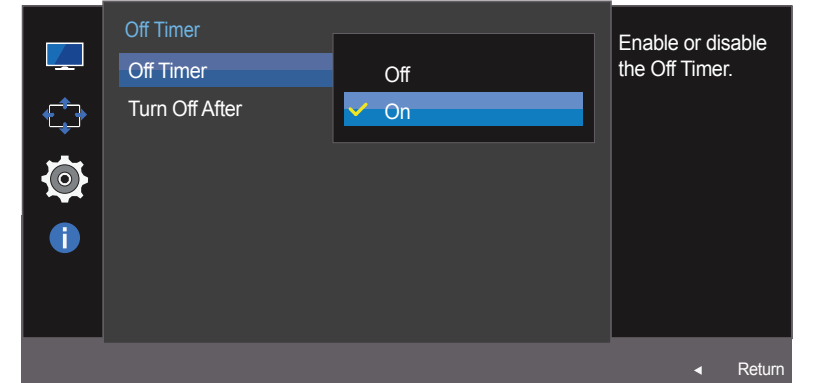 Off Timer
Off Timer
Turn Off After
Off
On
Enable or disable
the Off Timer.
Return